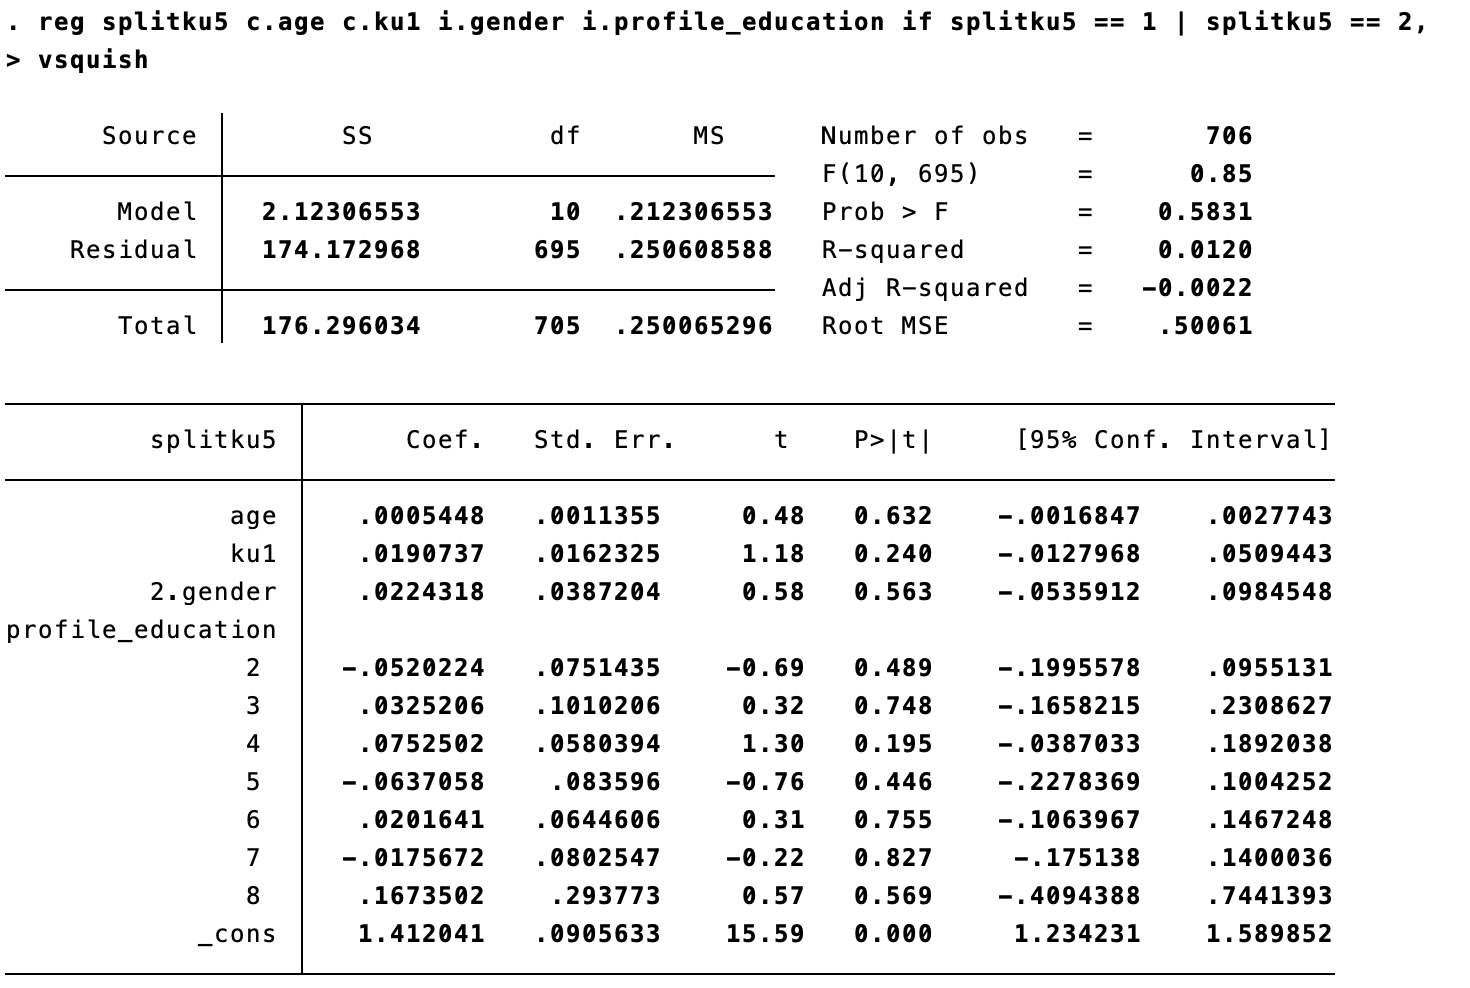 . reg splitku5 c.age c.ku1 i.gender i.profile_education if splitku5 == 1 | splitku5 == 2,
> vsquish
Source SS df MS Number of obs = 706
F(10, 695) = 0.85
Model 2.12306553 10 .212306553 Prob > F = 0.5831
Residual 174.172968 695 .250608588 R-squared = 0.0120
Adj R-squared = -0.0022
Total 176.296034 705 .250065296 Root MSE = .50061
splitku5 Coef. Std. Err. t P>|t| [95% Conf. Interval]
age .0005448 .0011355 0.48 0.632 -.0016847 .0027743
ku1 .0190737 .0162325 1.18 0.240 -.0127968 .0509443
2.gender .0224318 .0387204 0.58 0.563 -.0535912 .0984548
profile_education
2 -.0520224 .0751435 -0.69 0.489 -.1995578 .0955131
3 .0325206 .1010206 0.32 0.748 -.1658215 .2308627
4 .0752502 .0580394 1.30 0.195 -.0387033 .1892038
5 -.0637058 .083596 -0.76 0.446 -.2278369 .1004252
6 .0201641 .0644606 0.31 0.755 -.1063967 .1467248
7 -.0175672 .0802547 -0.22 0.827 -.175138 .1400036
8 .1673502 .293773 0.57 0.569 -.4094388 .7441393
_cons 1.412041 .0905633 15.59 0.000 1.234231 1.589852